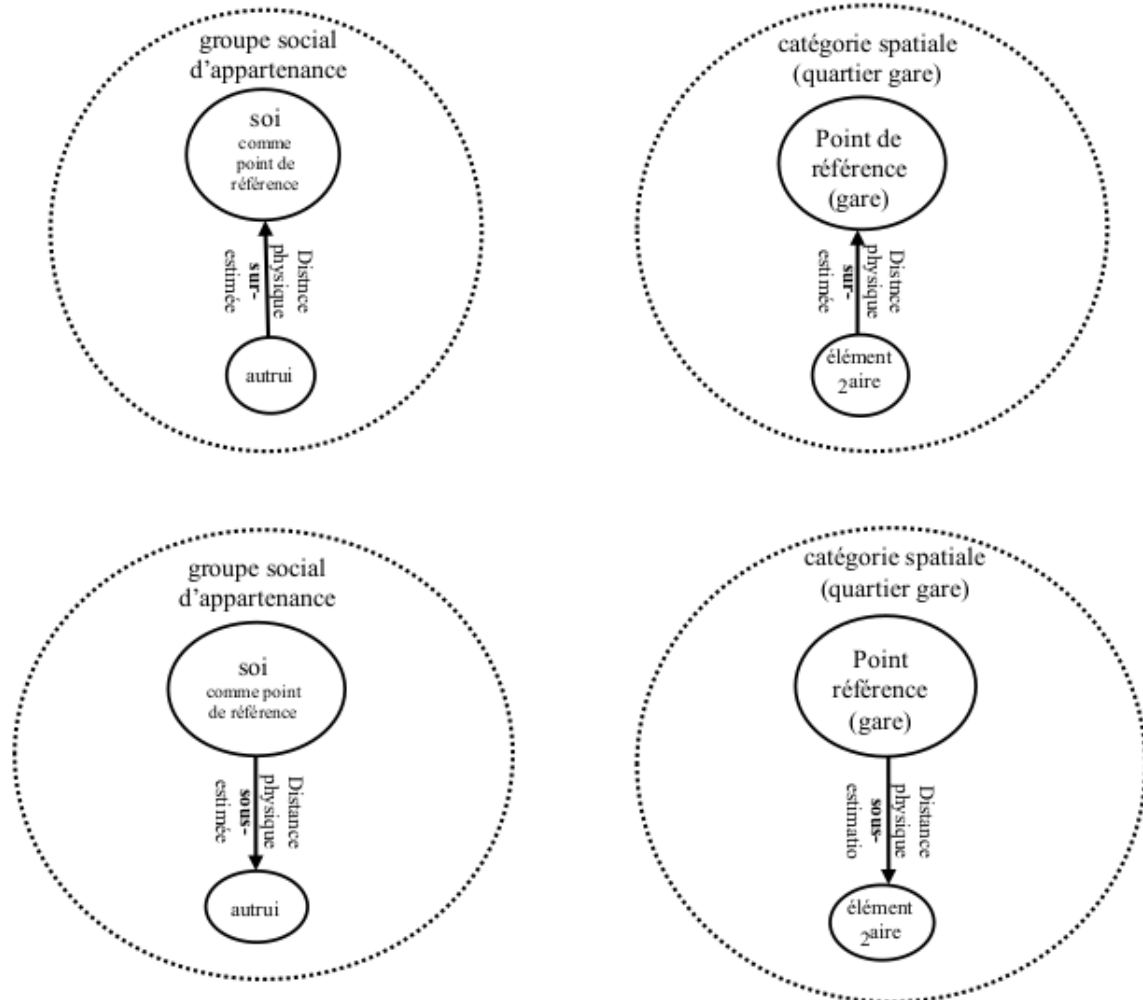 groupe social
d'appartenance
soi
comme
point de
référence
Distnce
physique
sur-
estimée
autrui
catégorie spatiale
(quartier gare)
Point de
référence
(gare)
Distnce
physique
sur-
estimée
élément
2aire
groupe social
d'appartenance
soi
comme point
de référence
Distance
physique
sous-
estimée
autrui
catégorie spatiale
(quartier gare)
Point
référence
(gare)
Distance
physique
sous-
estimatio
élément
2aire